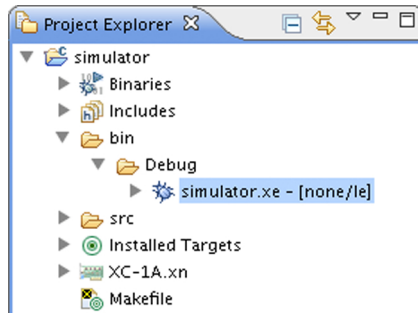 Project Explorer
simulator
Binaries
Includes
bin
Debug
simulator.xe - [none/le]
src
Installed Targets
XC-1A.xn
Makefile